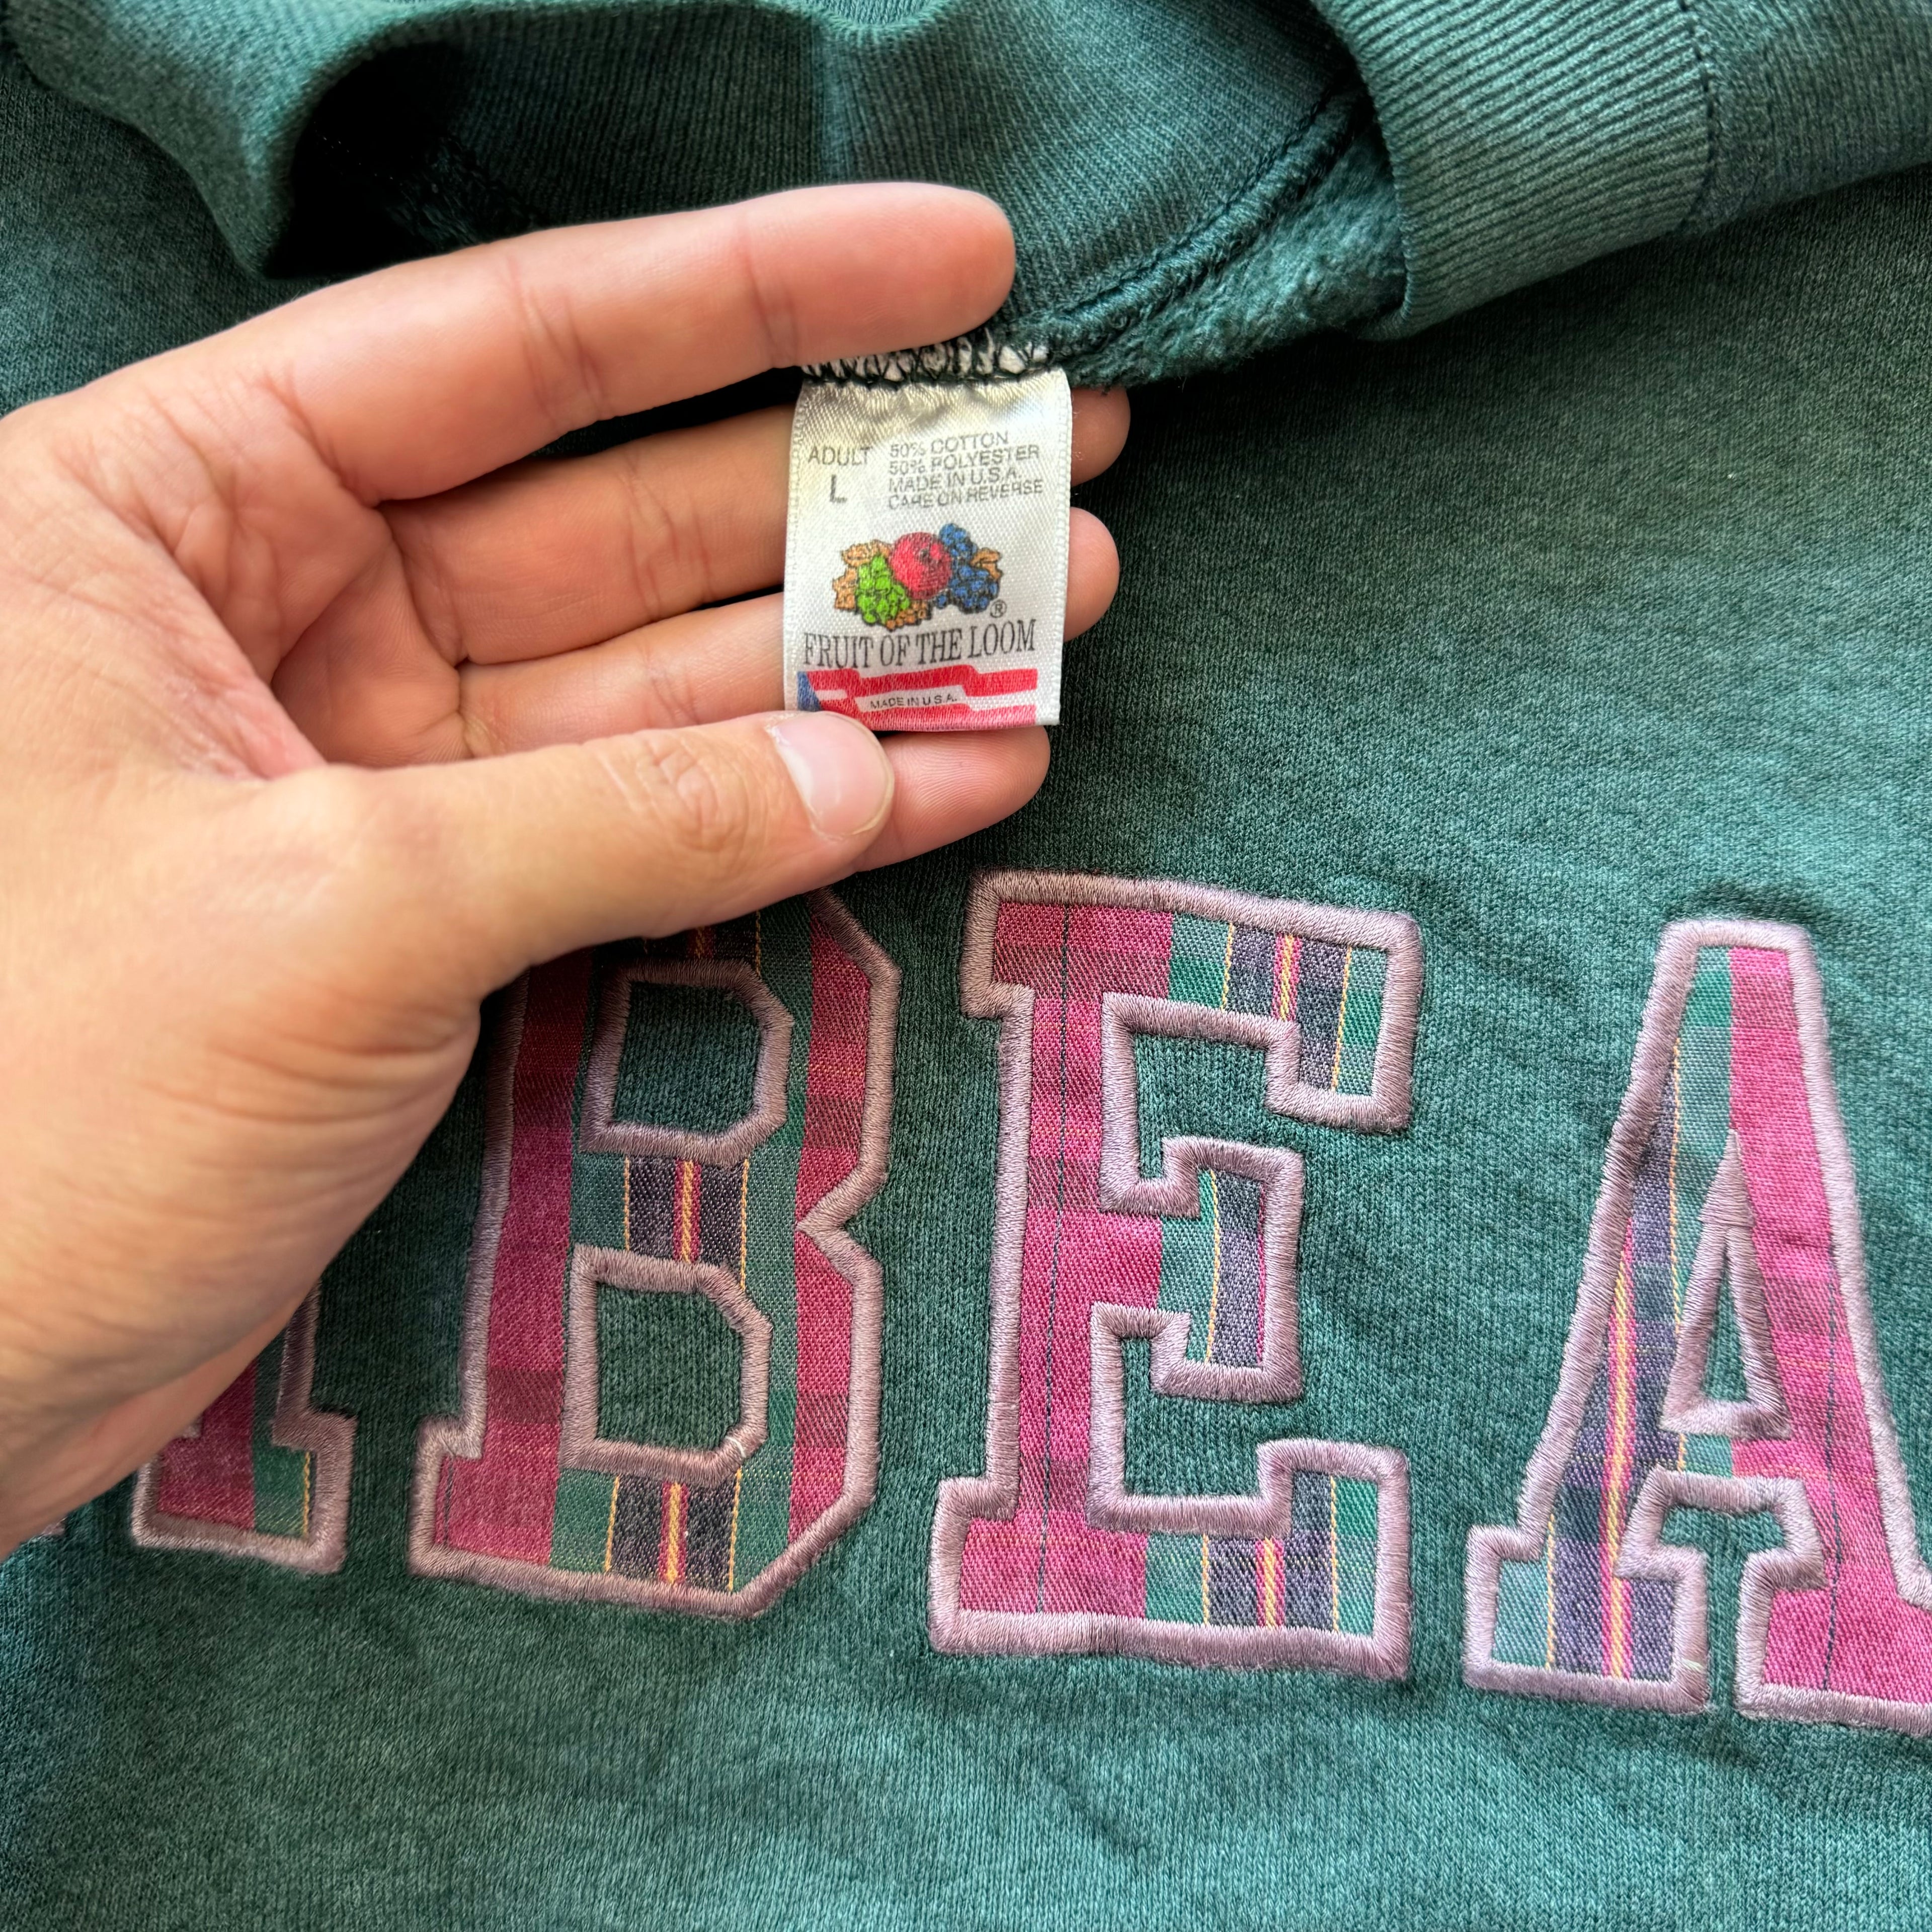 ADULT
L
50% COTTON
50% POLYESTER
MADE IN U.S.A.
CARE ON REVERSE
®
FRUIT OF THE LOOM
MADE IN U.S.A.
BEA